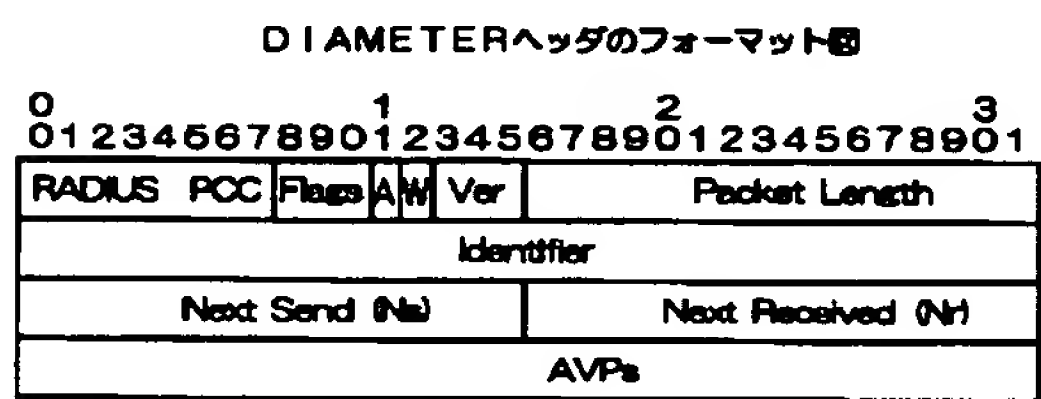 DIAMETERヘッダのフォーマット図
0 1 2 3
01234567890123456789012345678901
RADIUS PCC Flags A W Ver Packet Length
Identifier
Next Send (Ns) Next Received (Nr)
AVPs